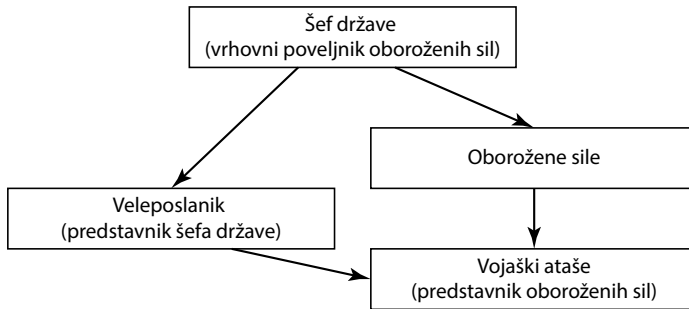 Šef države
(vrhovni poveljnik oboroženih sil)
Oborožene sile
Veleposlanik
(predstavnik šefa države)
Vojaški ataše
(predstavnik oboroženih sil)